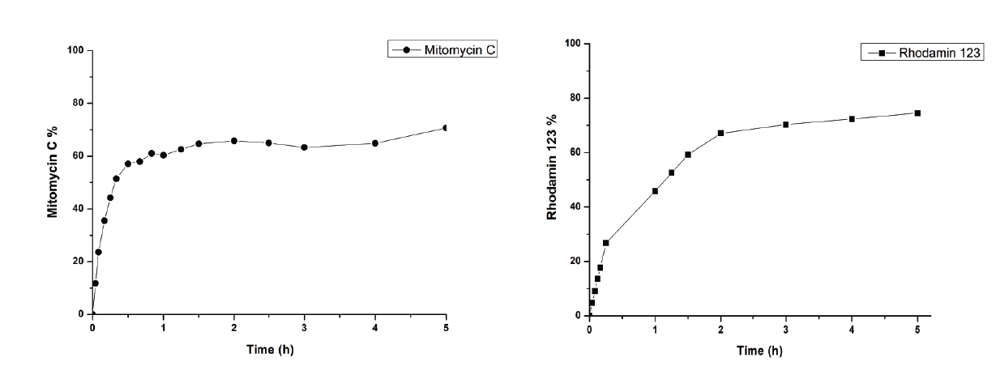 Mitomycin C
100
80
60
40
20
0
Mitomycin C %
0 1 2 3 4 5
Time (h)
Rhodamin 123
100
80
60
40
20
0
Rhodamin 123 %
0 1 2 3 4 5
Time (h)